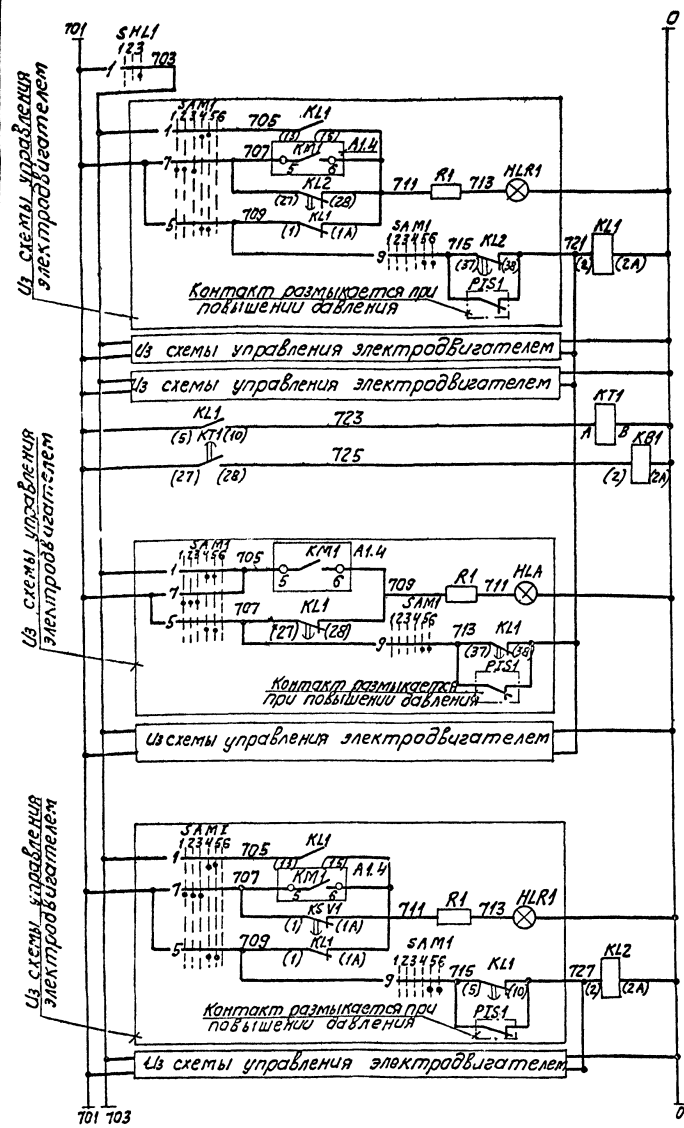 701
0
SHL1
123
1
703
Из схемы управления
электродвигателем
SAM1
123456
1
705
KL1
(13)
(15)
7
707
KM1
A1.4
5
6
KL2
(27)
(28)
711
R1
713
HLR1
5
709
KL1
(1)
(1A)
SAM1
123456
9
715
KL2
(37)
(38)
721
KL1
(2)
(2A)
PIS1
Контакт размыкается при
повышении давления
Из схемы управления электродвигателем
Из схемы управления электродвигателем
KL1
723
KT1
(5)
KT1
(10)
A
B
725
KB1
(27)
(28)
(2)
(2A)
Из схемы управления
электродвигателем
SAM1
123456
1
705
KM1
A1.4
5
6
7
709
R1
711
HLA
5
707
KL1
(27)
(28)
SAM1
123456
9
713
KL1
(37)
(38)
PIS1
Контакт размыкается
при повышении давления
Из схемы управления электродвигателем
Из схемы управления
электродвигателем
SAM1
123456
1
705
KL1
(13)
(15)
7
707
KM1
A1.4
5
6
KSV1
(1)
(1A)
711
R1
713
HLR1
5
709
KL1
(1)
(1A)
SAM1
123456
9
715
KL1
(5)
(10)
727
KL2
(2)
(2A)
PIS1
Контакт размыкается при
повышении давления
Из схемы управления электродвигателем
701
703
0